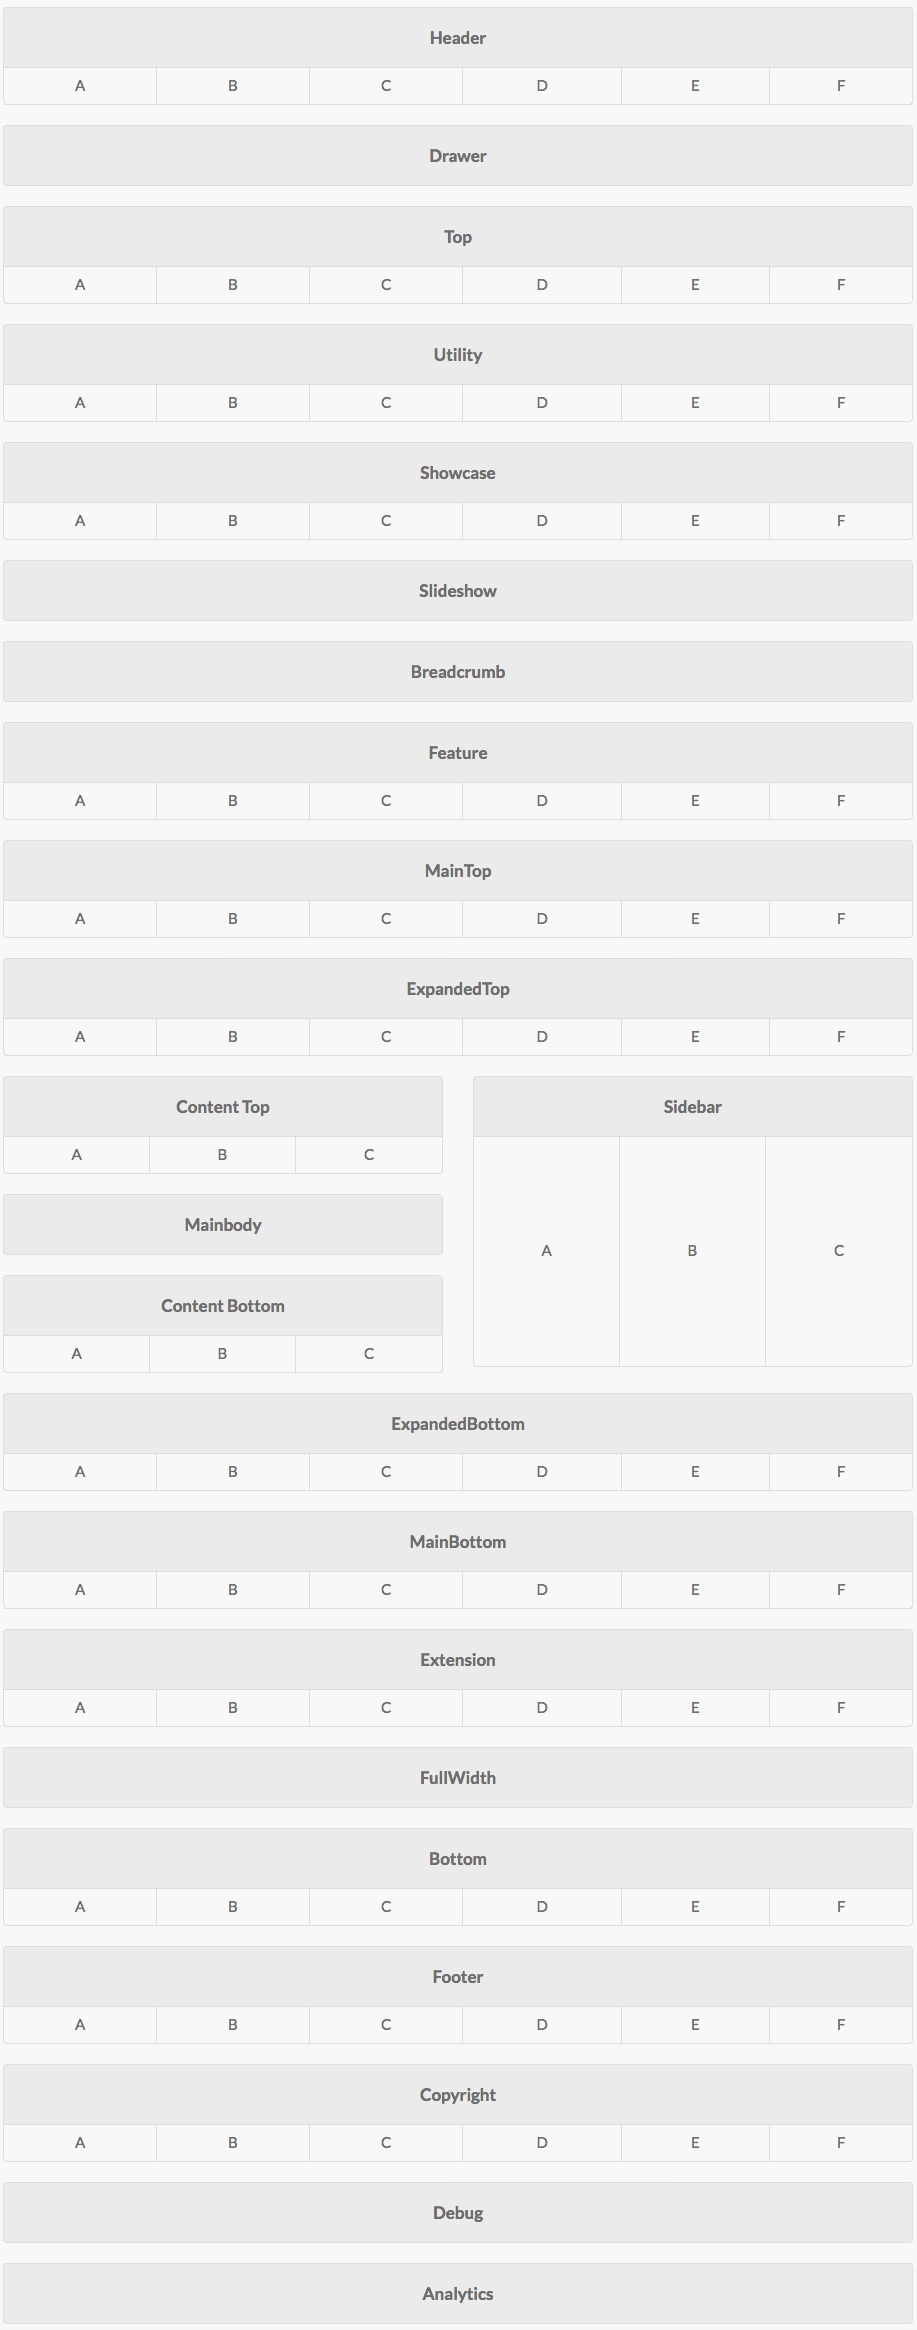 Header
A B C D E F
Drawer
Top
A B C D E F
Utility
A B C D E F
Showcase
A B C D E F
Slideshow
Breadcrumb
Feature
A B C D E F
MainTop
A B C D E F
ExpandedTop
A B C D E F
Content Top
A B C
Mainbody
Content Bottom
A B C
Sidebar
A B C
ExpandedBottom
A B C D E F
MainBottom
A B C D E F
Extension
A B C D E F
FullWidth
Bottom
A B C D E F
Footer
A B C D E F
Copyright
A B C D E F
Debug
Analytics